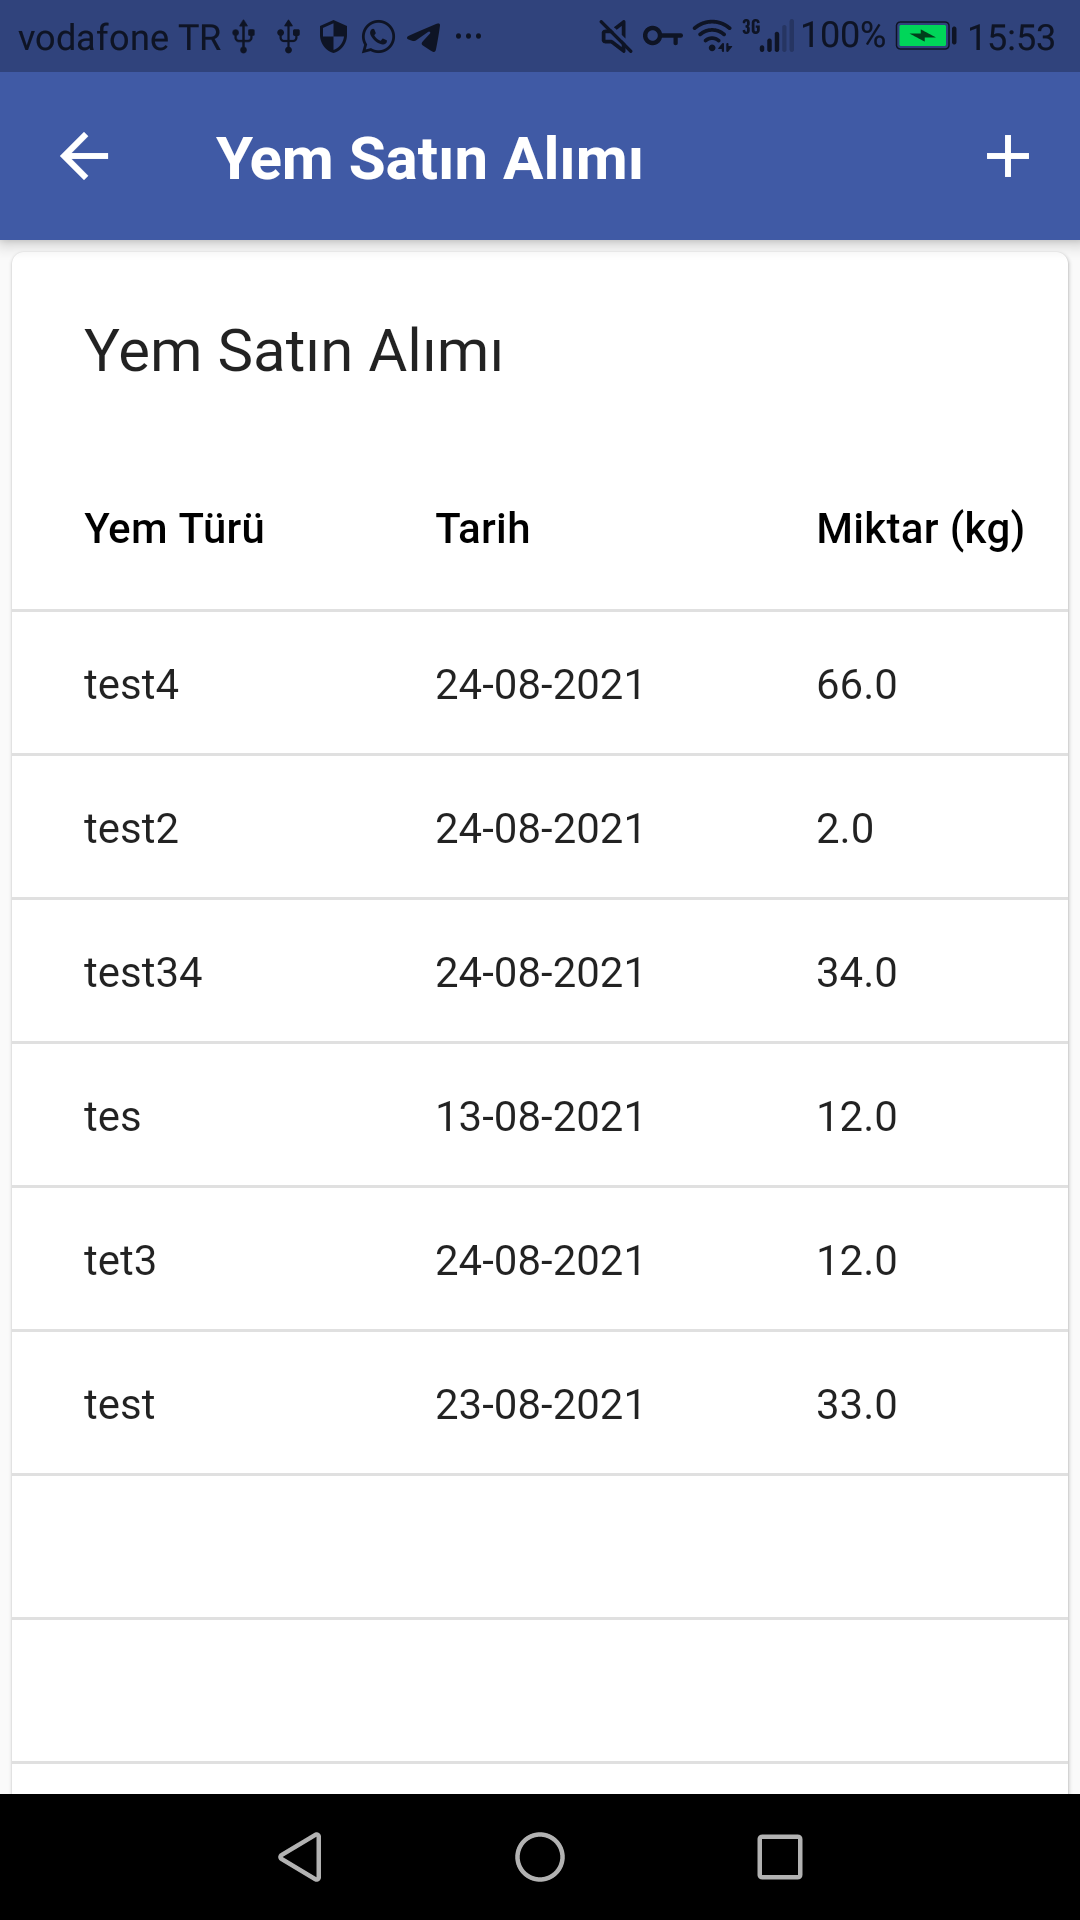 vodafone TR 3G 100% 15:53
Yem Satın Alımı
Yem Satın Alımı
Yem Türü Tarih Miktar (kg)
test4 24-08-2021 66.0
test2 24-08-2021 2.0
test34 24-08-2021 34.0
tes 13-08-2021 12.0
tet3 24-08-2021 12.0
test 23-08-2021 33.0